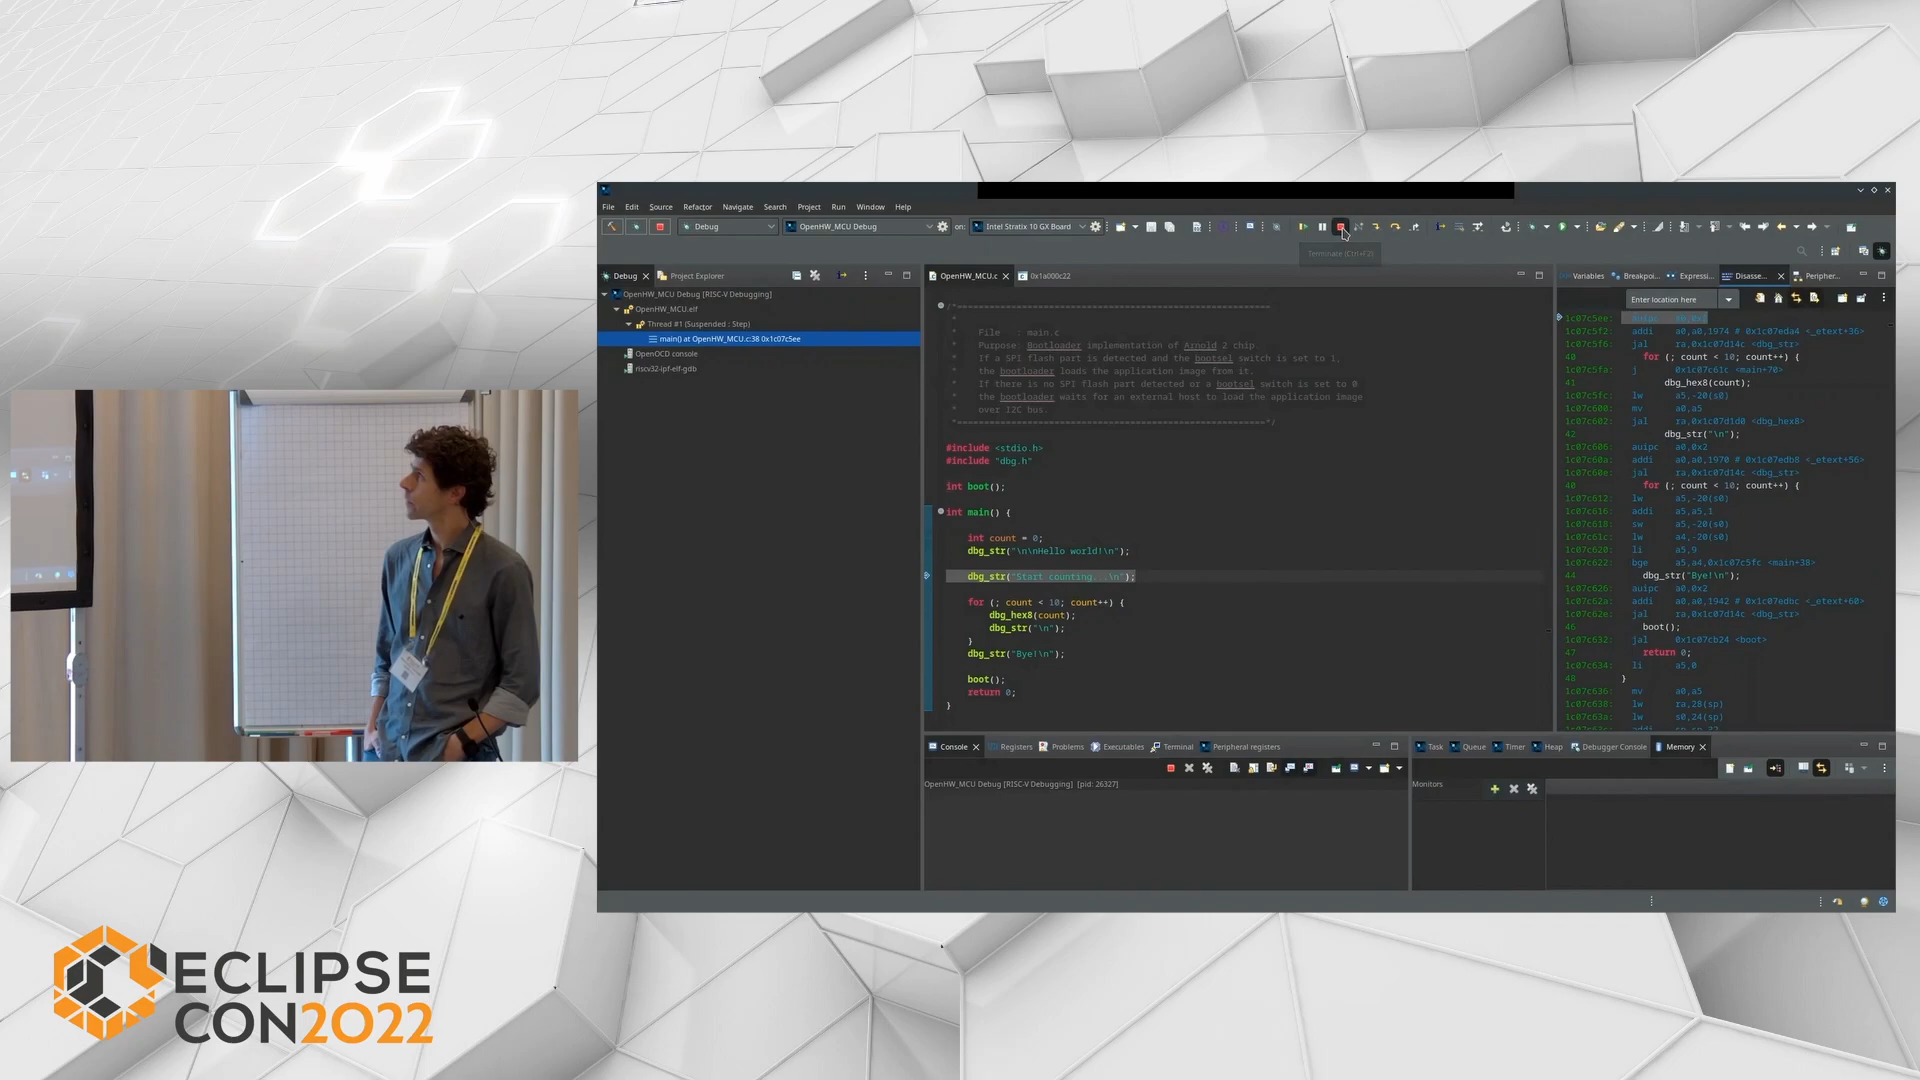 File Edit Source Refactor Navigate Search Project Run Window Help
Debug OpenHW_MCU Debug on: Intel Stratix 10 GX Board
Terminate (Ctrl+F2)
Debug Project Explorer
OpenHW_MCU Debug [RISC-V Debugging]
OpenHW_MCU.elf
Thread #1 (Suspended : Step)
main() at OpenHW_MCU.c:38 0x1c07c5ee
OpenOCD console
riscv32-ipf-elf-gdb
OpenHW_MCU.c 0x1a000c22
* File : main.c
* Purpose: Bootloader implementation of Arnold 2 chip.
* If a SPI flash part is detected and the bootsel switch is set to 1,
* the bootloader loads the application image from it.
* If there is no SPI flash part detected or a bootsel switch is set to 0
* the bootloader waits for an external host to load the application image
* over I2C bus.
#include <stdio.h>
#include "dbg.h"
int boot();
int main() {
int count = 0;
dbg_str("\n\nHello world!\n");
dbg_str("Start counting...\n");
for (; count < 10; count++) {
dbg_hex8(count);
dbg_str("\n");
}
dbg_str("Bye!\n");
boot();
return 0;
}
Variables Breakpoi... Expressi... Disasse... Peripher...
Enter location here
1c07c5ee: auipc a0,0x2
1c07c5f2: addi a0,a0,1974 # 0x1c07eda4 <_etext+36>
1c07c5f6: jal ra,0x1c07d14c <dbg_str>
40 for (; count < 10; count++) {
1c07c5fa: j 0x1c07c61c <main+70>
41 dbg_hex8(count);
1c07c5fc: lw a5,-20(s0)
1c07c600: mv a0,a5
1c07c602: jal ra,0x1c07d1d0 <dbg_hex8>
42 dbg_str("\n");
1c07c606: auipc a0,0x2
1c07c60a: addi a0,a0,1970 # 0x1c07edb8 <_etext+56>
1c07c60e: jal ra,0x1c07d14c <dbg_str>
40 for (; count < 10; count++) {
1c07c612: lw a5,-20(s0)
1c07c616: addi a5,a5,1
1c07c618: sw a5,-20(s0)
1c07c61c: lw a4,-20(s0)
1c07c620: li a5,9
1c07c622: bge a5,a4,0x1c07c5fc <main+38>
44 dbg_str("Bye!\n");
1c07c626: auipc a0,0x2
1c07c62a: addi a0,a0,1942 # 0x1c07edbc <_etext+60>
1c07c62e: jal ra,0x1c07d14c <dbg_str>
46 boot();
1c07c632: jal 0x1c07cb24 <boot>
47 return 0;
1c07c634: li a5,0
48 }
1c07c636: mv a0,a5
1c07c638: lw ra,28(sp)
1c07c63a: lw s0,24(sp)
Console Registers Problems Executables Terminal Peripheral registers
OpenHW_MCU Debug [RISC-V Debugging] [pid: 26327]
Task Queue Timer Heap Debugger Console Memory
Monitors
ECLIPSE
CON2022